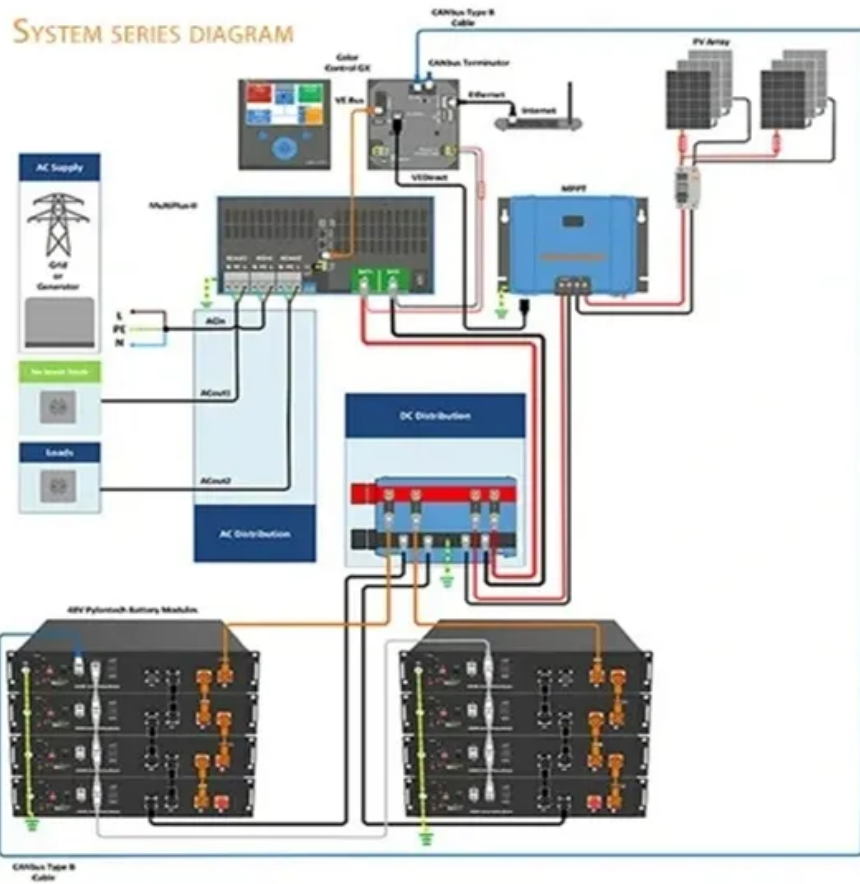 SYSTEM SERIES DIAGRAM
CANbus Type B
Cable
PV Array
Color
Control GX
CANbus Terminator
VE Bus
Ethernet
Internet
AC Supply
VEDirect
MPPT
MultiPlus-II
Grid
or
Generator
L
PE
N
ACin
ACout1
DC Distribution
Loads
ACout2
AC Distribution
48V Pylontech Battery Modules
CANbus Type B
Cable